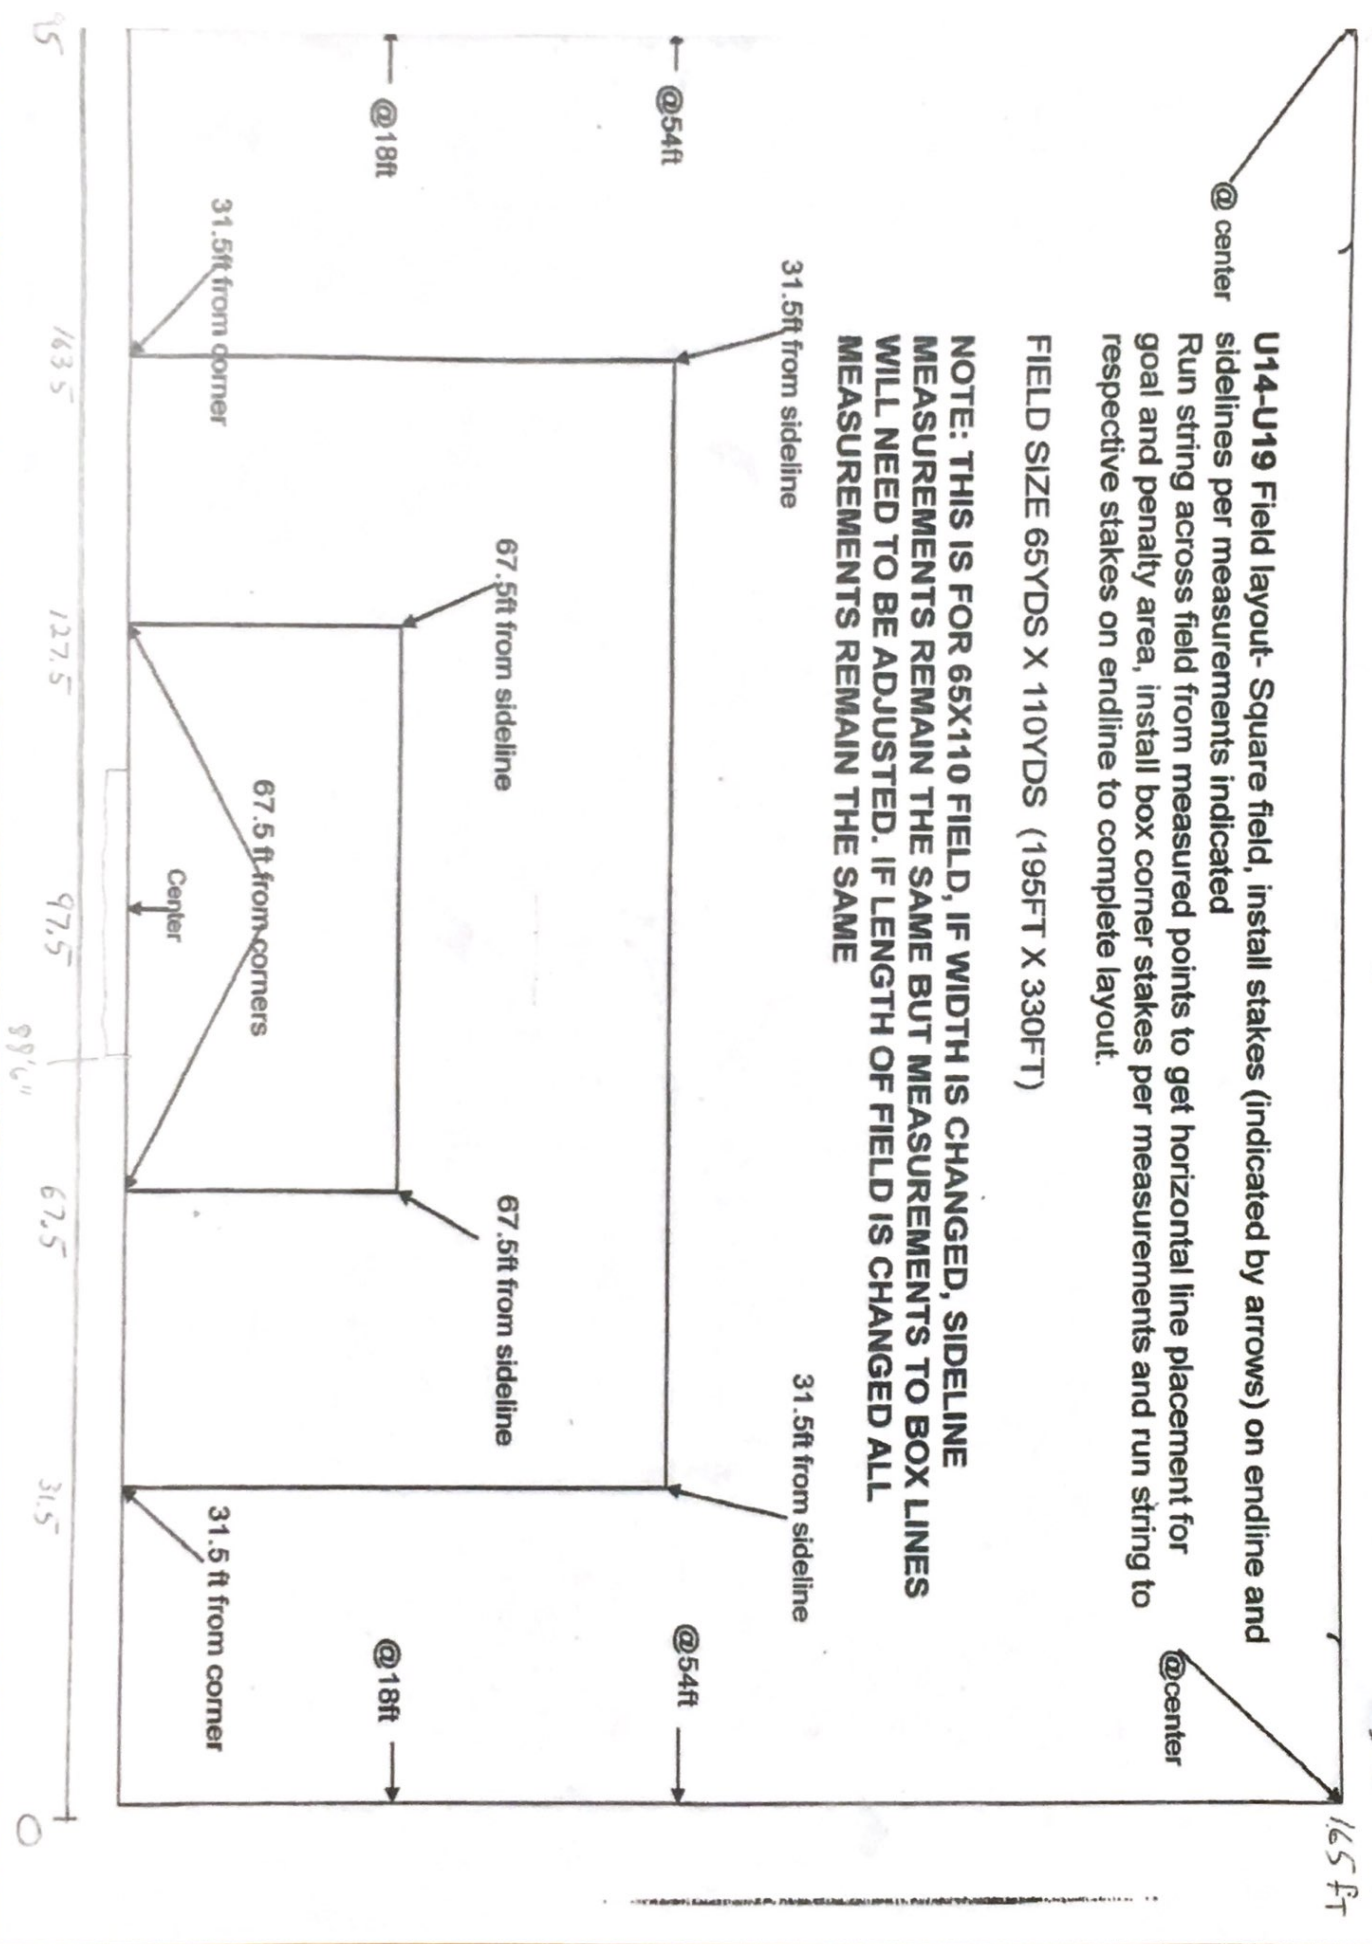 165 FT
@ center
U14-U19 Field layout- Square field, install stakes (indicated by arrows) on endline and
sidelines per measurements indicated
Run string across field from measured points to get horizontal line placement for
goal and penalty area, install box corner stakes per measurements and run string to
respective stakes on endline to complete layout.
@center
FIELD SIZE 65YDS X 110YDS (195FT X 330FT)
NOTE: THIS IS FOR 65X110 FIELD, IF WIDTH IS CHANGED, SIDELINE
MEASUREMENTS REMAIN THE SAME BUT MEASUREMENTS TO BOX LINES
WILL NEED TO BE ADJUSTED. IF LENGTH OF FIELD IS CHANGED ALL
MEASUREMENTS REMAIN THE SAME
31.5ft from sideline
31.5ft from sideline
@54ft
@54ft
67.5ft from sideline
67.5ft from sideline
@18ft
@18ft
67.5 ft from corners
31.5ft from corner
31.5 ft from corner
Center
95
163.5
127.5
97.5
67.5
31.5
0
88'6"